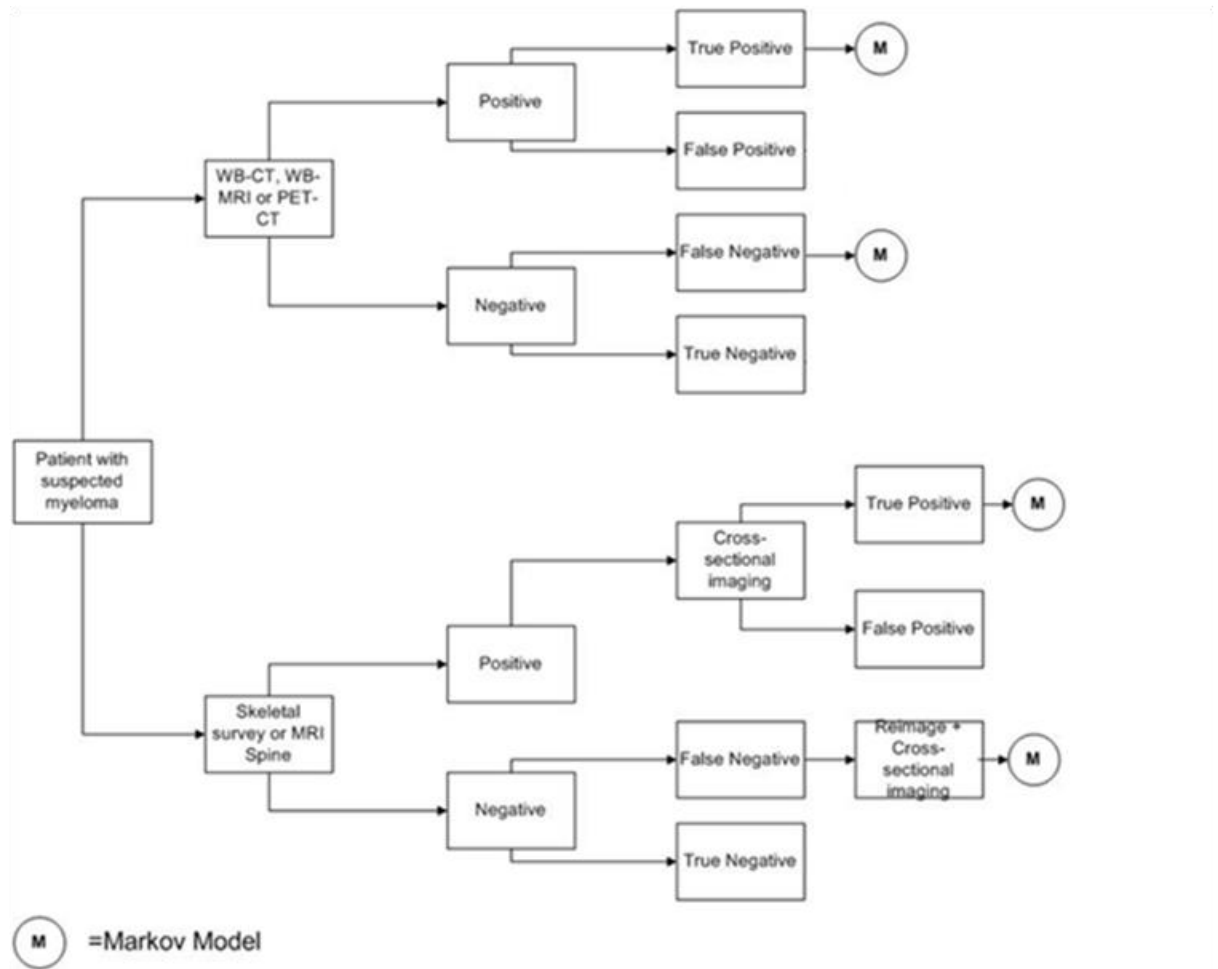 True Positive
M
Positive
False Positive
WB-CT, WB-
MRI or PET-
CT
False Negative
M
Negative
True Negative
Patient with
suspected
myeloma
True Positive
M
Cross-
sectional
imaging
False Positive
Positive
Skeletal
survey or MRI
Spine
False Negative
Reimage +
Cross-
sectional
imaging
M
Negative
True Negative
M =Markov Model